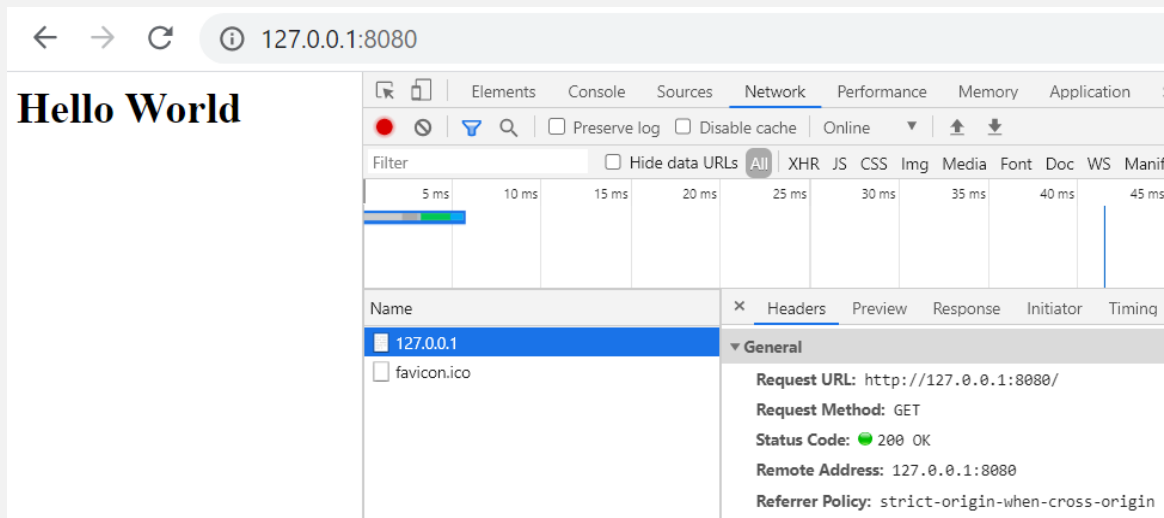 127.0.0.1:8080
Hello World
Elements Console Sources Network Performance Memory Application
Preserve log Disable cache Online
Filter Hide data URLs All XHR JS CSS Img Media Font Doc WS Manif
5 ms 10 ms 15 ms 20 ms 25 ms 30 ms 35 ms 40 ms 45 ms
Name
127.0.0.1
favicon.ico
× Headers Preview Response Initiator Timing
General
Request URL: http://127.0.0.1:8080/
Request Method: GET
Status Code: 200 OK
Remote Address: 127.0.0.1:8080
Referrer Policy: strict-origin-when-cross-origin